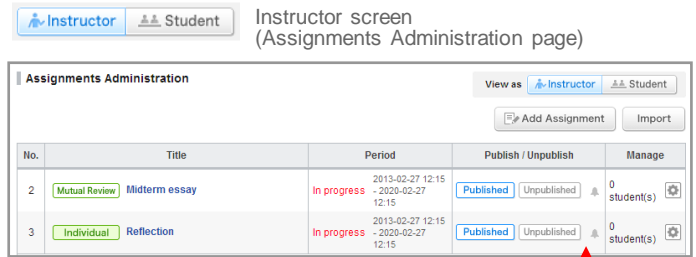 Instructor Student Instructor screen
(Assignments Administration page)
Assignments Administration View as Instructor Student
Add Assignment Import
No. Title Period Publish / Unpublish Manage
2 Mutual Review Midterm essay In progress 2013-02-27 12:15
- 2020-02-27
12:15 Published Unpublished 0
student(s)
3 Individual Reflection In progress 2013-02-27 12:15
- 2020-02-27
12:15 Published Unpublished 0
student(s)